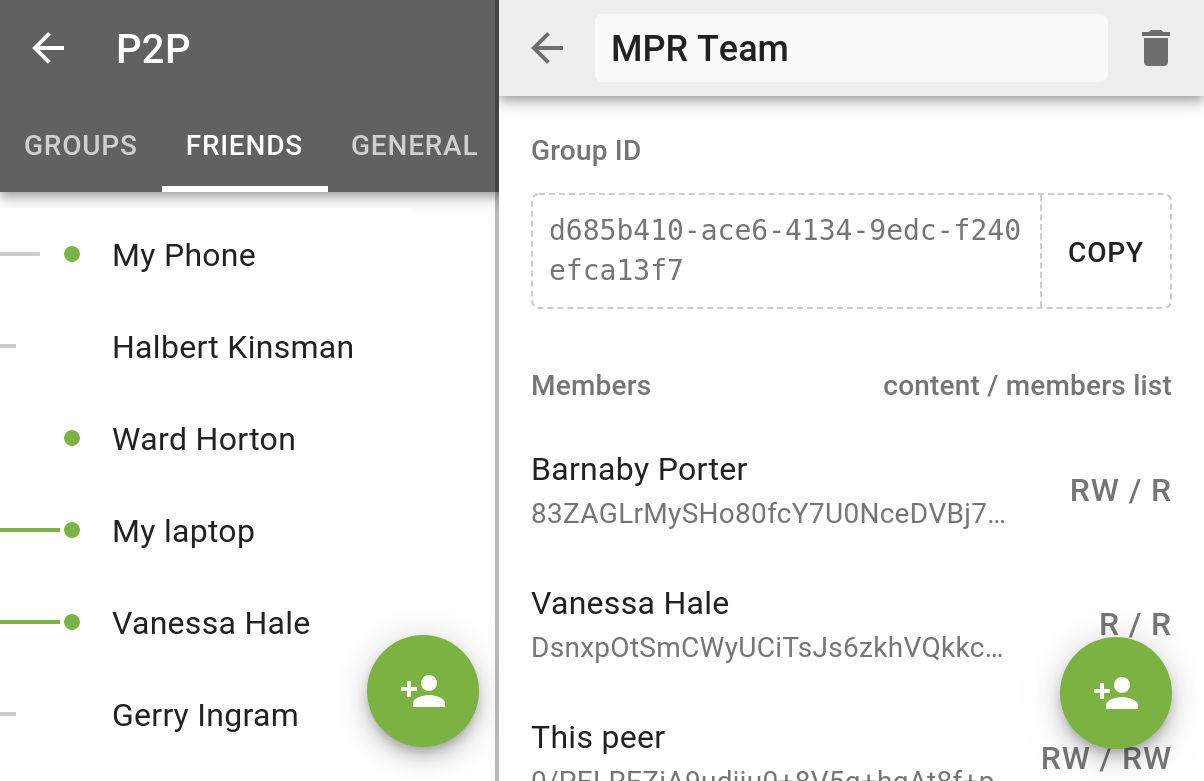 P2P
GROUPS FRIENDS GENERAL
My Phone
Halbert Kinsman
Ward Horton
My laptop
Vanessa Hale
Gerry Ingram
MPR Team
Group ID
d685b410-ace6-4134-9edc-f240
efca13f7
COPY
Members content / members list
Barnaby Porter
83ZAGLrMySHo80fcY7U0NceDVBj7…
RW / R
Vanessa Hale
DsnxpOtSmCWyUCiTsJs6zkhVQkkc…
R / R
This peer
RW / RW